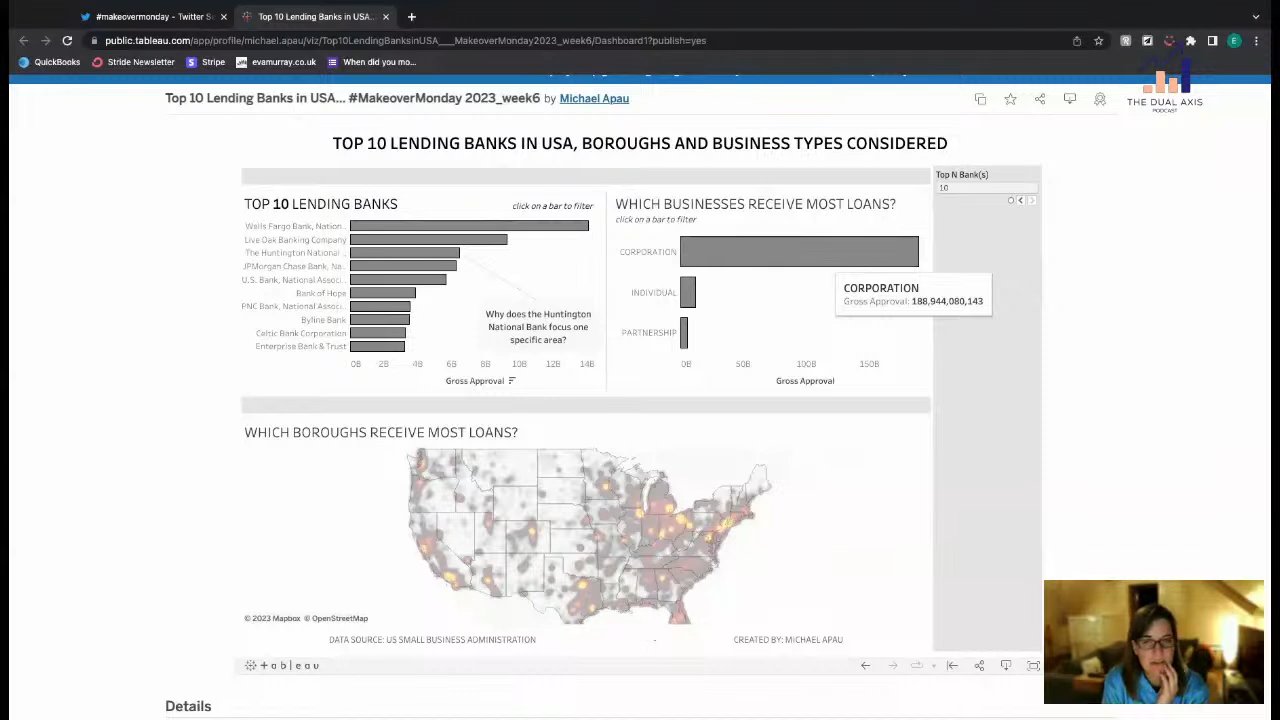 #makeovermonday - Twitter Se
Top 10 Lending Banks in USA...
public.tableau.com/app/profile/michael.apau/viz/Top10LendingBanksinUSA___MakeoverMonday2023_week6/Dashboard1?publish=yes
QuickBooks
Stride Newsletter
Stripe
evamurray.co.uk
When did you mo...
Top 10 Lending Banks in USA... #MakeoverMonday 2023_week6 by Michael Apau
THE DUAL AXIS
PODCAST
TOP 10 LENDING BANKS IN USA, BOROUGHS AND BUSINESS TYPES CONSIDERED
Top N Bank(s)
10
TOP 10 LENDING BANKS
click on a bar to filter
Wells Fargo Bank, Nation..
Live Oak Banking Company
The Huntington National ..
JPMorgan Chase Bank, Na..
U.S. Bank, National Associ..
Bank of Hope
PNC Bank, National Associ..
Byline Bank
Celtic Bank Corporation
Enterprise Bank & Trust
Why does the Huntington
National Bank focus one
specific area?
0B 2B 4B 6B 8B 10B 12B 14B
Gross Approval
WHICH BUSINESSES RECEIVE MOST LOANS?
click on a bar to filter
CORPORATION
INDIVIDUAL
PARTNERSHIP
CORPORATION
Gross Approval: 188,944,080,143
0B 50B 100B 150B
Gross Approval
WHICH BOROUGHS RECEIVE MOST LOANS?
© 2023 Mapbox © OpenStreetMap
DATA SOURCE: US SMALL BUSINESS ADMINISTRATION
-
CREATED BY: MICHAEL APAU
+ableau
Details